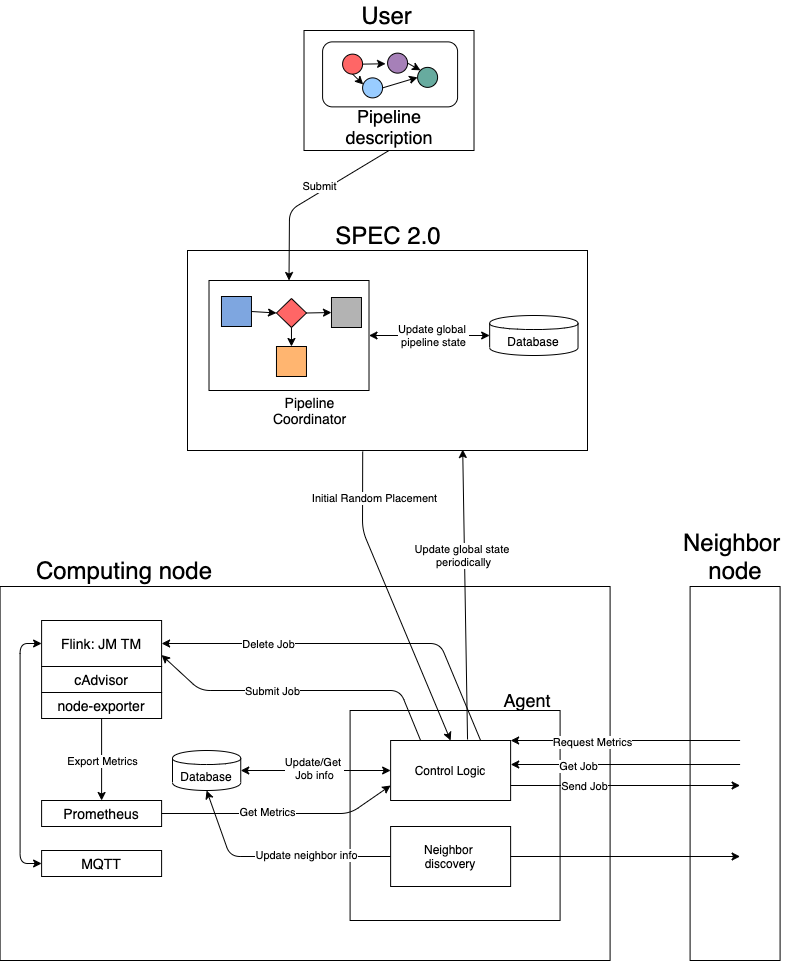 User
Pipeline
description
Submit
SPEC 2.0
Update global
pipeline state
Database
Pipeline
Coordinator
Initial Random Placement
Update global state
periodically
Computing node
Neighbor
node
Flink: JM TM
cAdvisor
node-exporter
Delete Job
Submit Job
Agent
Export Metrics
Database
Update/Get
Job info
Control Logic
Request Metrics
Get Job
Send Job
Prometheus
Get Metrics
MQTT
Update neighbor info
Neighbor
discovery